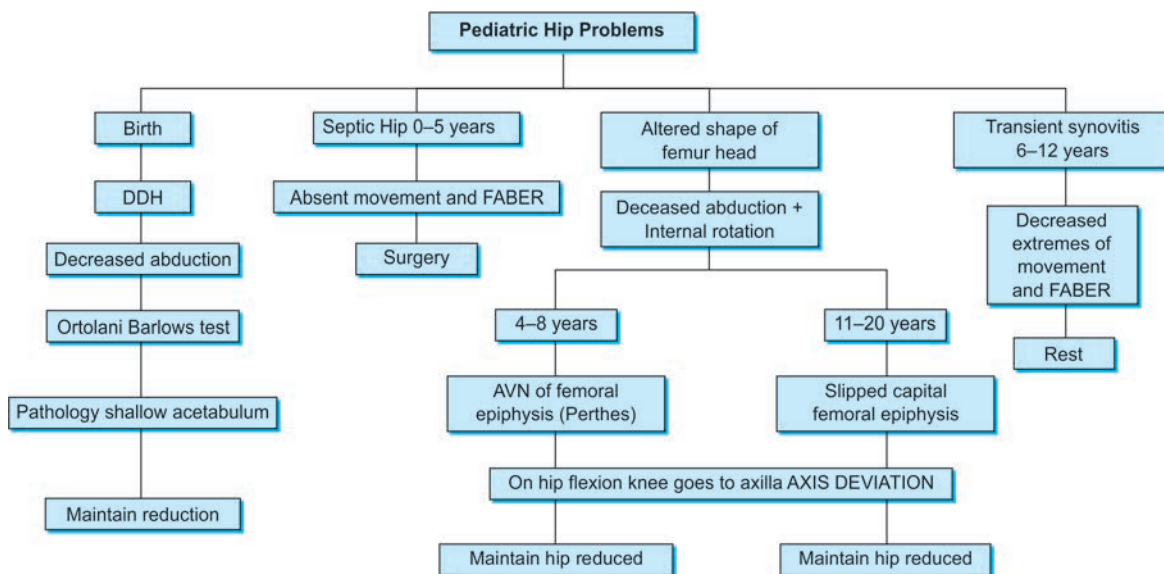 Pediatric Hip Problems
Birth
DDH
Decreased abduction
Ortolani Barlows test
Pathology shallow acetabulum
Maintain reduction
Septic Hip 0–5 years
Absent movement and FABER
Surgery
Altered shape of
femur head
Deceased abduction +
Internal rotation
4–8 years
AVN of femoral
epiphysis (Perthes)
11–20 years
Slipped capital
femoral epiphysis
On hip flexion knee goes to axilla AXIS DEVIATION
Maintain hip reduced
Maintain hip reduced
Transient synovitis
6–12 years
Decreased
extremes of
movement
and FABER
Rest